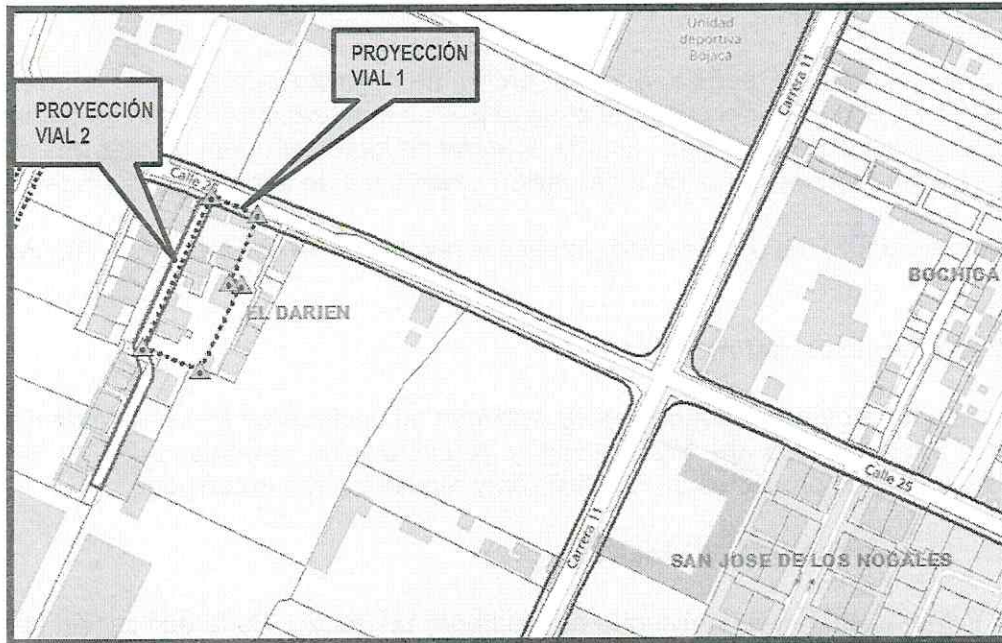 Unidad
deportiva
Bojaca
PROYECCIÓN
VIAL 1
PROYECCIÓN
VIAL 2
Carrera 11
Calle 25
BOCHICA
EL DARIEN
Calle 25
Carrera 11
SAN JOSE DE LOS NOGALES